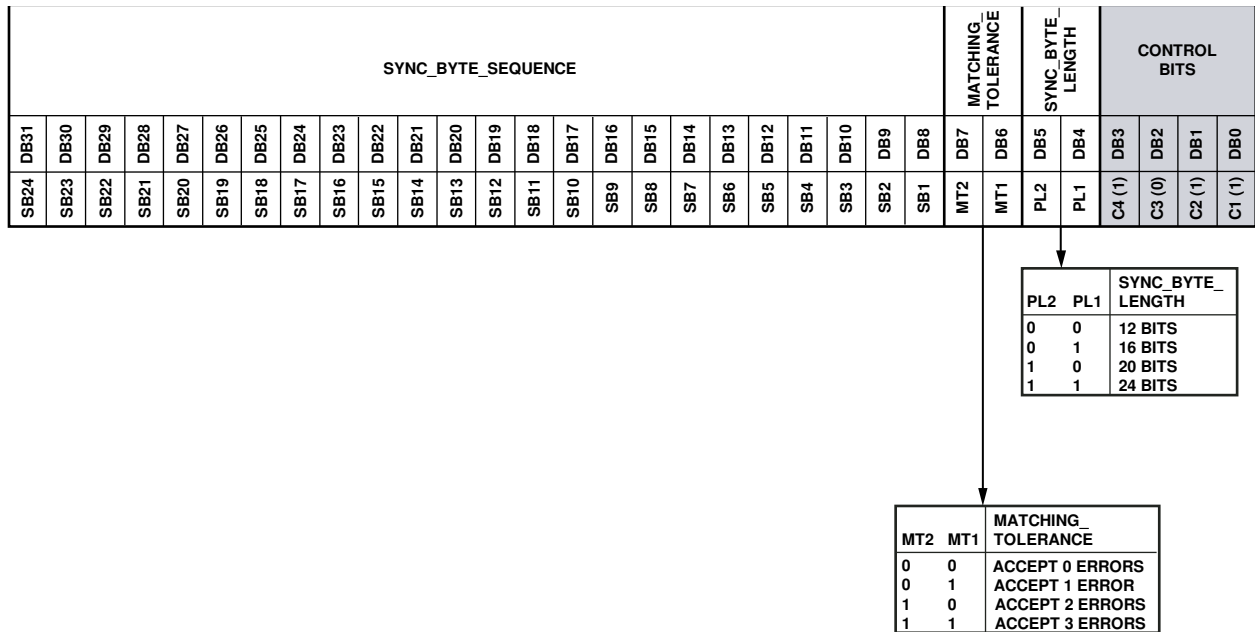 SYNC_BYTE_SEQUENCE
MATCHING_
TOLERANCE
SYNC_BYTE_
LENGTH
CONTROL
BITS
DB31 DB30 DB29 DB28 DB27 DB26 DB25 DB24 DB23 DB22 DB21 DB20 DB19 DB18 DB17 DB16 DB15 DB14 DB13 DB12 DB11 DB10 DB9 DB8 DB7 DB6 DB5 DB4 DB3 DB2 DB1 DB0
SB24 SB23 SB22 SB21 SB20 SB19 SB18 SB17 SB16 SB15 SB14 SB13 SB12 SB11 SB10 SB9 SB8 SB7 SB6 SB5 SB4 SB3 SB2 SB1 MT2 MT1 PL2 PL1 C4 (1) C3 (0) C2 (1) C1 (1)
SYNC_BYTE_
PL2 PL1 LENGTH
0 0 12 BITS
0 1 16 BITS
1 0 20 BITS
1 1 24 BITS
MATCHING_
MT2 MT1 TOLERANCE
0 0 ACCEPT 0 ERRORS
0 1 ACCEPT 1 ERROR
1 0 ACCEPT 2 ERRORS
1 1 ACCEPT 3 ERRORS